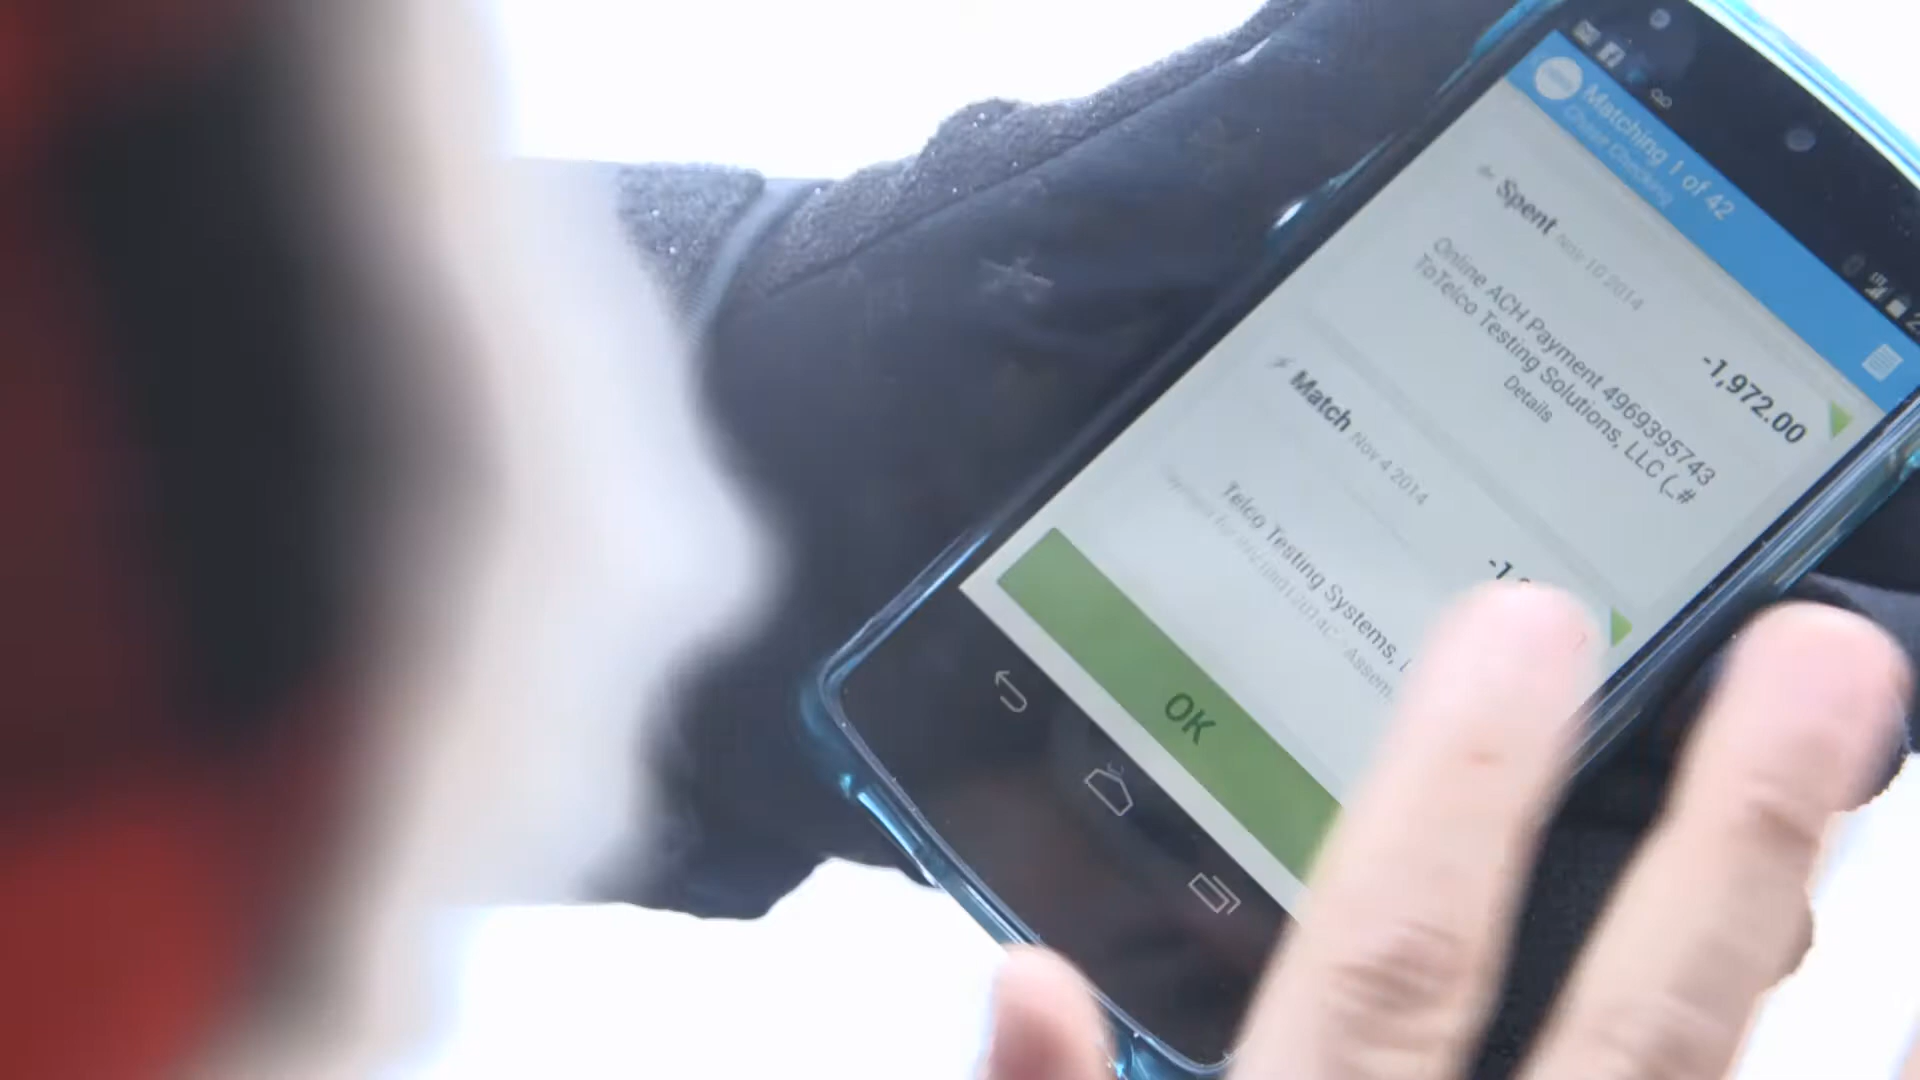 Matching 1 of 42
Chase Checking
Spent Nov 10 2014
-1,972.00
Online ACH Payment 4969395743
ToTelco Testing Solutions, LLC (_#
Details
Match Nov 4 2014
Telco Testing Systems,
OK